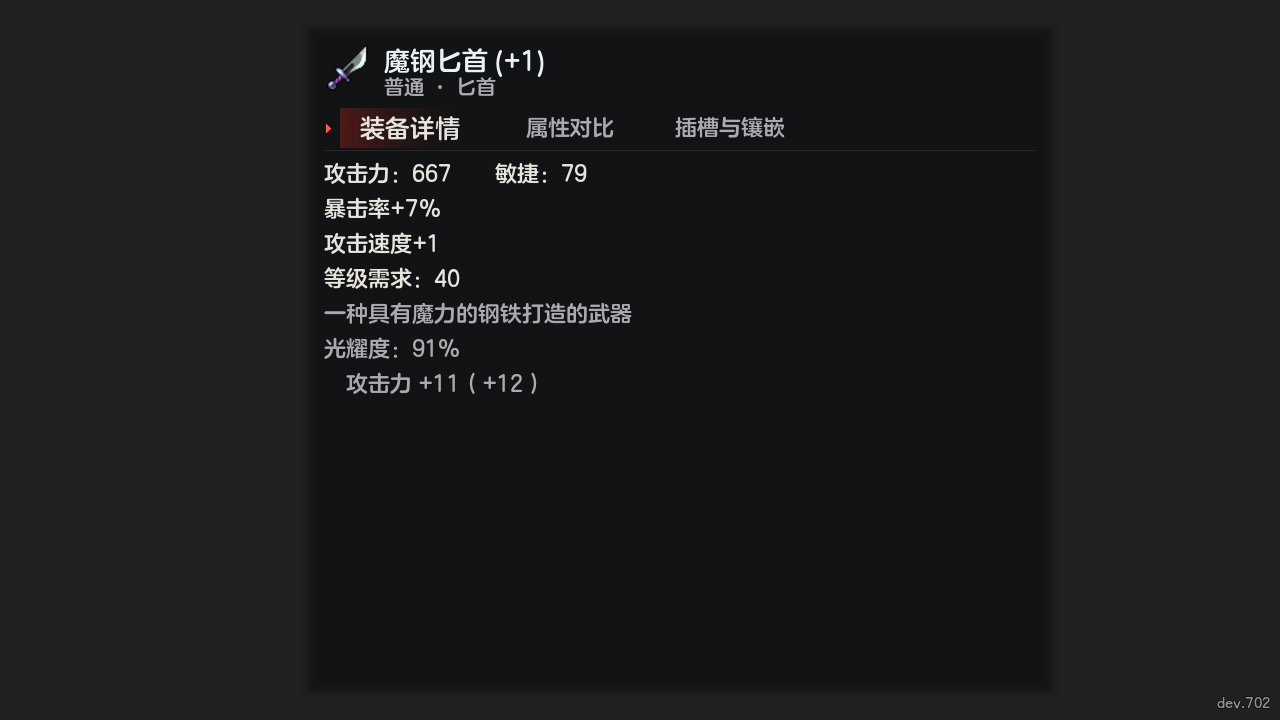 魔钢匕首 (+1)
普通 · 匕首
装备详情 属性对比 插槽与镶嵌
攻击力: 667 敏捷: 79
暴击率+7%
攻击速度+1
等级需求: 40
一种具有魔力的钢铁打造的武器
光耀度: 91%
攻击力 +11 ( +12 )
dev.702